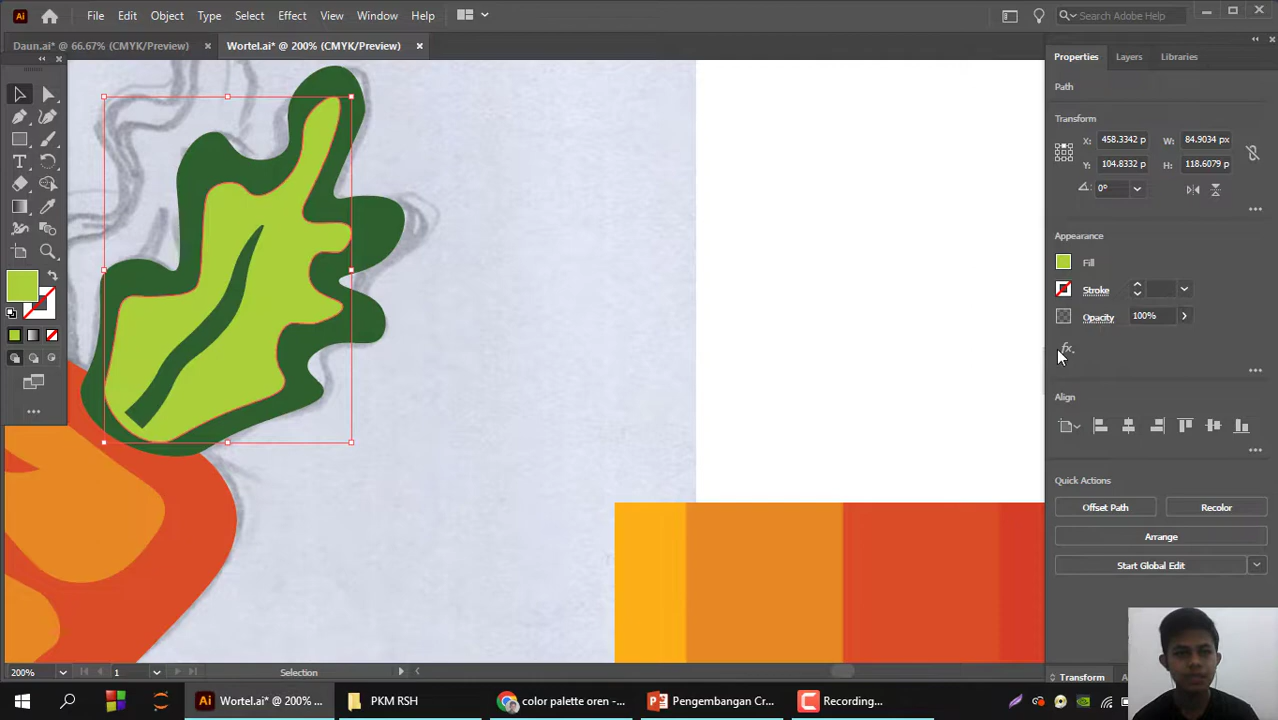 File Edit Object Type Select Effect View Window Help
Search Adobe Help
Daun.ai* @ 66.67% (CMYK/Preview) × Wortel.ai* @ 200% (CMYK/Preview) ×
Properties Layers Libraries
Path
Transform
X: 458.3342 p W: 84.9034 px
Y: 104.8332 p H: 118.6079 p
0°
Appearance
Fill
Stroke
Opacity 100%
fx.
Align
Quick Actions
Offset Path Recolor
Arrange
Start Global Edit
200% 1 Selection
Transform
Wortel.ai* @ 200% ... PKM RSH color palette oren -... Pengembangan Cr... Recording...